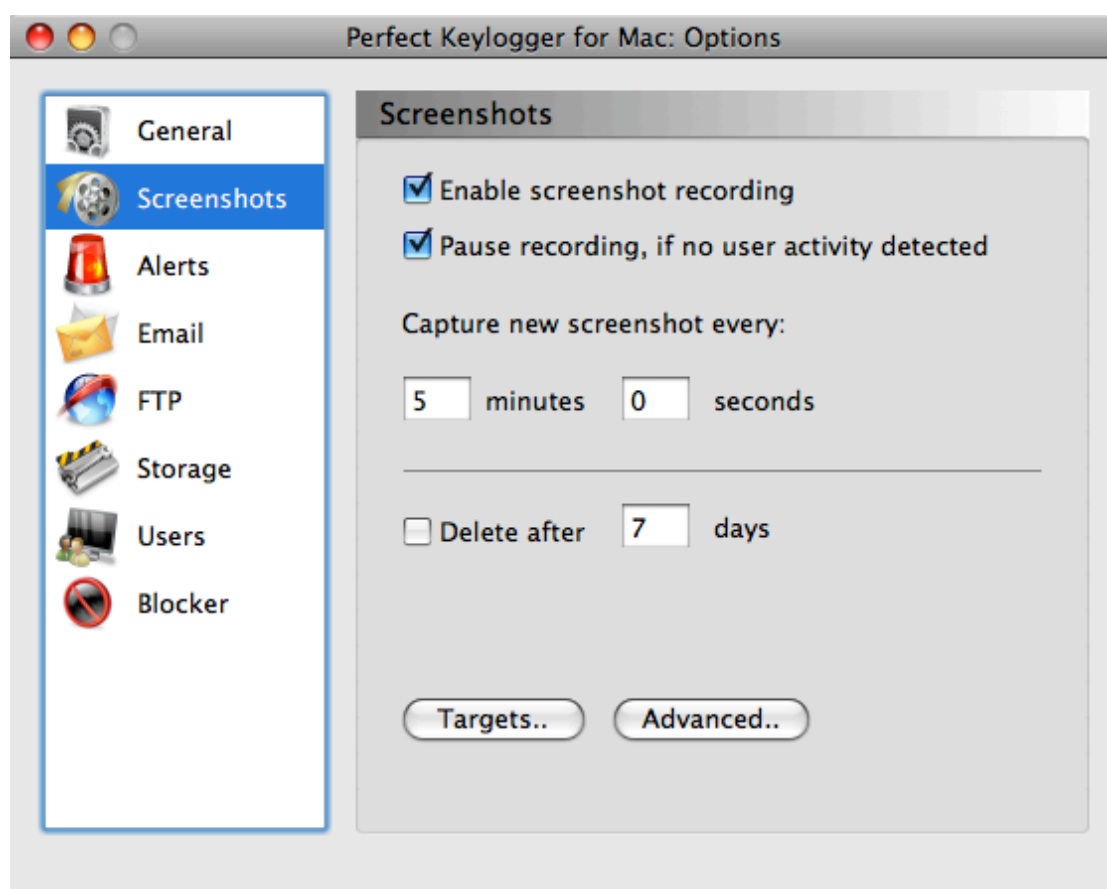 Perfect Keylogger for Mac: Options
General
Screenshots
Alerts
Email
FTP
Storage
Users
Blocker
Screenshots
Enable screenshot recording
Pause recording, if no user activity detected
Capture new screenshot every:
5 minutes 0 seconds
Delete after 7 days
Targets.. Advanced..